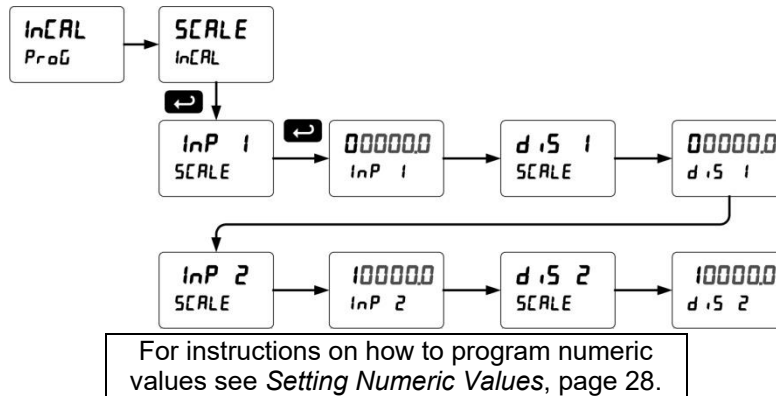 InCAL
ProG
SCALE
InCAL
InP 1
SCALE
00000.0
InP 1
diS 1
SCALE
00000.0
diS 1
InP 2
SCALE
10000.0
InP 2
diS 2
SCALE
10000.0
diS 2
For instructions on how to program numeric
values see Setting Numeric Values, page 28.